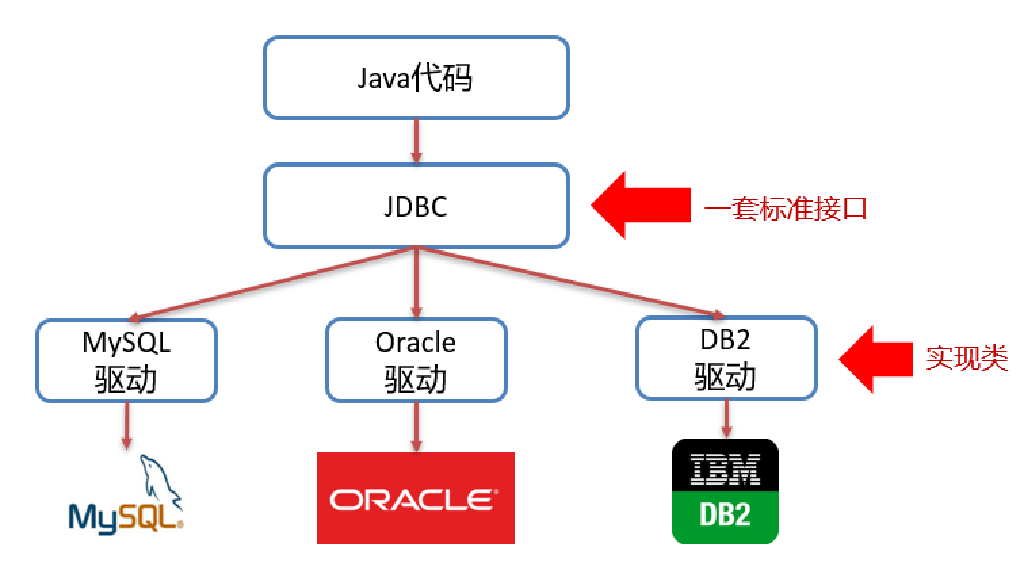 Java代码
JDBC
一套标准接口
MySQL
驱动
Oracle
驱动
DB2
驱动
实现类
MySQL®
ORACLE®
IBM
DB2